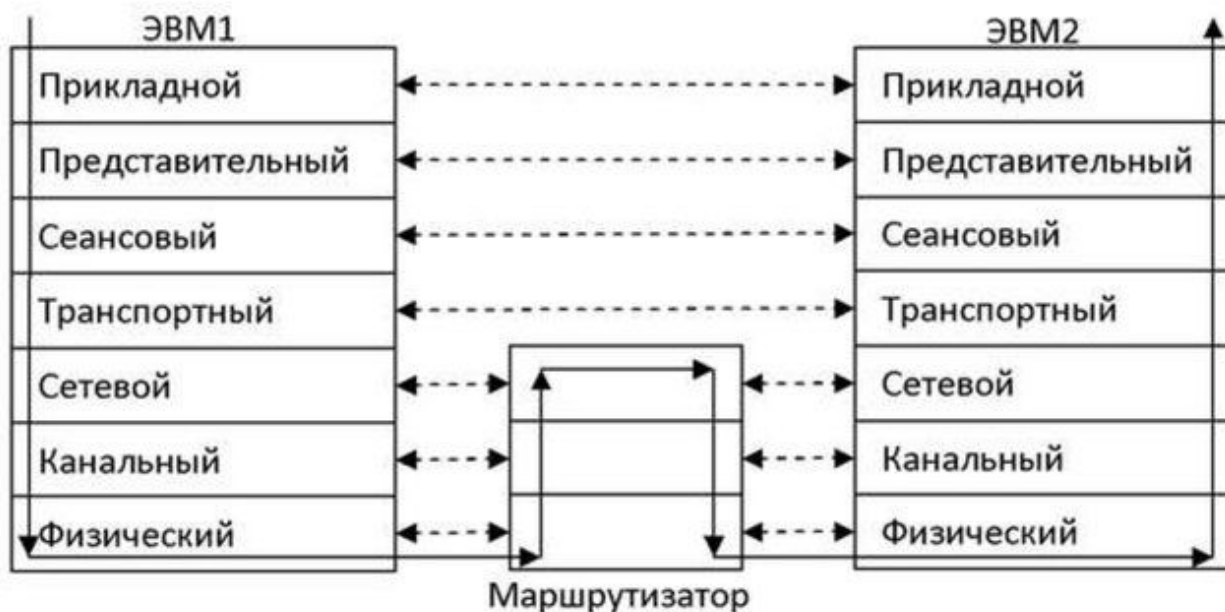 ЭВМ1
Прикладной
Представительный
Сеансовый
Транспортный
Сетевой
Канальный
Физический
Маршрутизатор
ЭВМ2
Прикладной
Представительный
Сеансовый
Транспортный
Сетевой
Канальный
Физический